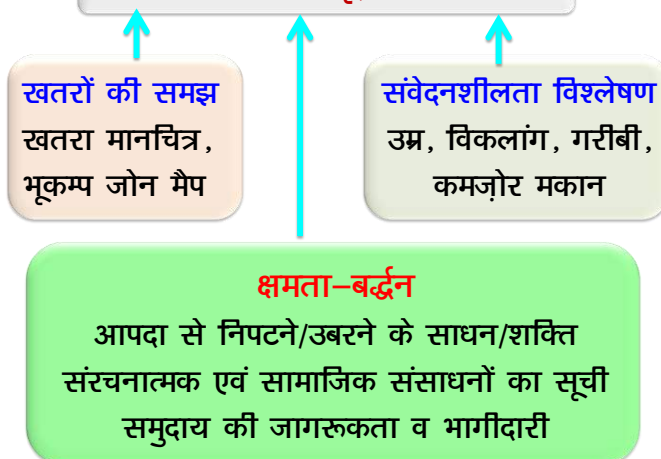 खतरों की समझ
खतरा मानचित्र,
भूकम्प जोन मैप
संवेदनशीलता विश्लेषण
उम्र, विकलांग, गरीबी,
कमज़ोर मकान
क्षमता–बर्द्धन
आपदा से निपटने/उबरने के साधन/शक्ति
संरचनात्मक एवं सामाजिक संसाधनों का सूची
समुदाय की जागरूकता व भागीदारी